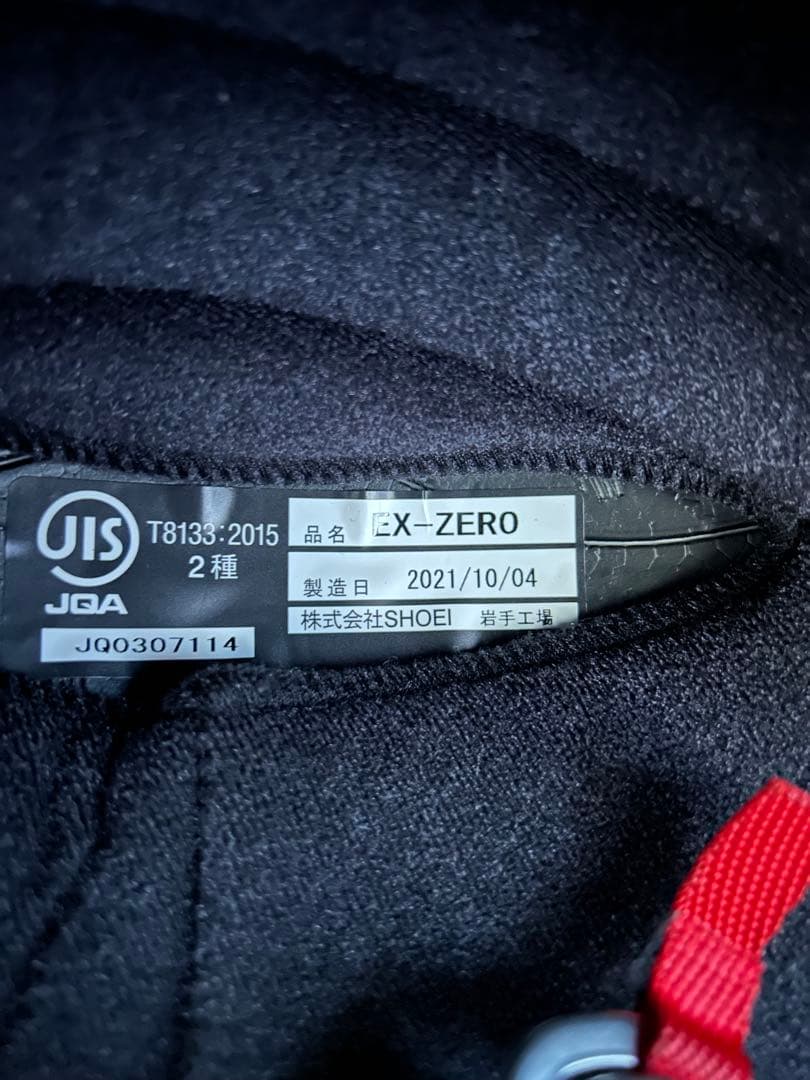 JIS
T8133:2015
2種
JQA
JQ0307114
品名 EX-ZERO
製造日 2021/10/04
株式会社SHOEI 岩手工場